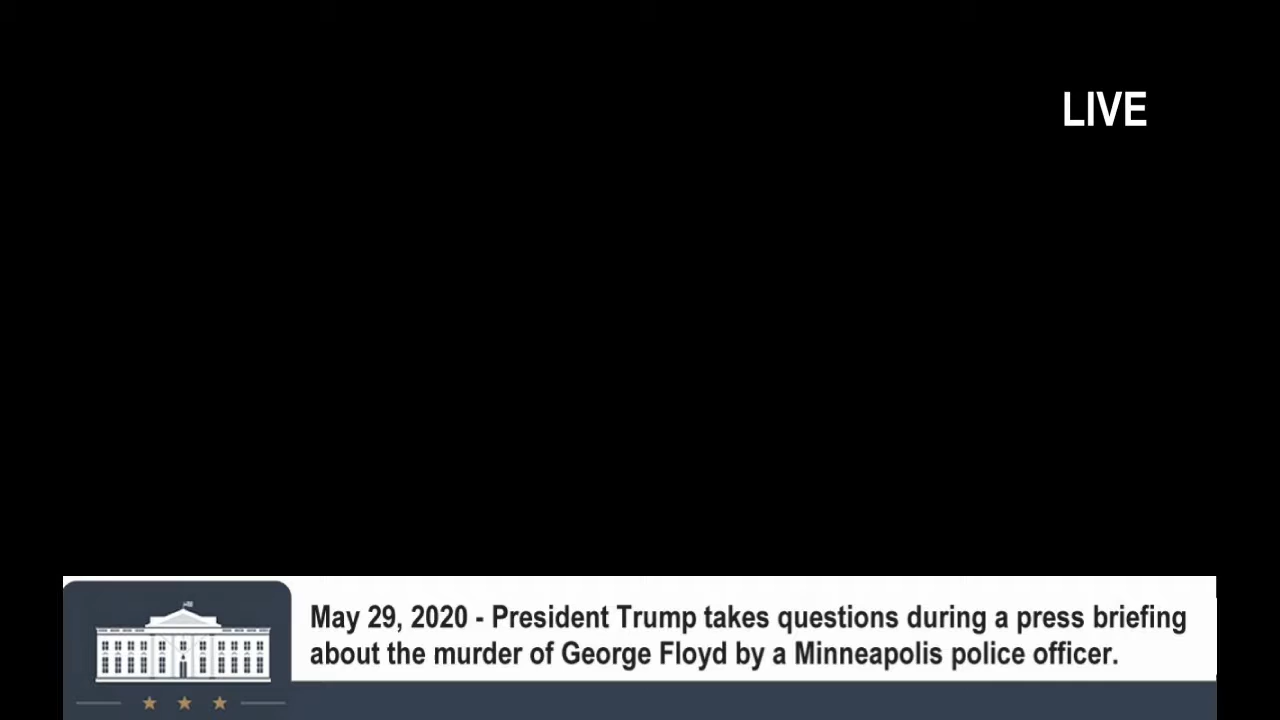 LIVE
May 29, 2020 - President Trump takes questions during a press briefing
about the murder of George Floyd by a Minneapolis police officer.